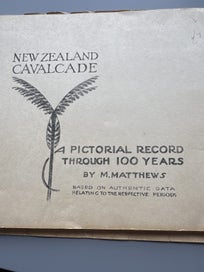 NEW ZEALAND
CAVALCADE
A PICTORIAL RECORD
THROUGH 100 YEARS
BY M. MATTHEWS
BASED ON AUTHENTIC DATA
RELATING TO THE RESPECTIVE PERIODS